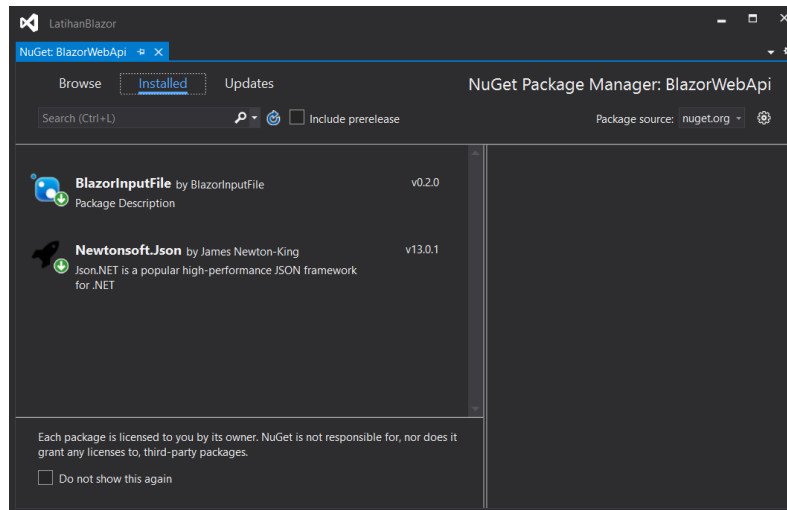 LatihanBlazor
NuGet: BlazorWebApi
Browse Installed Updates
NuGet Package Manager: BlazorWebApi
Search (Ctrl+L)
Include prerelease
Package source: nuget.org
BlazorInputFile by BlazorInputFile v0.2.0
Package Description
Newtonsoft.Json by James Newton-King v13.0.1
Json.NET is a popular high-performance JSON framework
for .NET
Each package is licensed to you by its owner. NuGet is not responsible for, nor does it
grant any licenses to, third-party packages.
Do not show this again